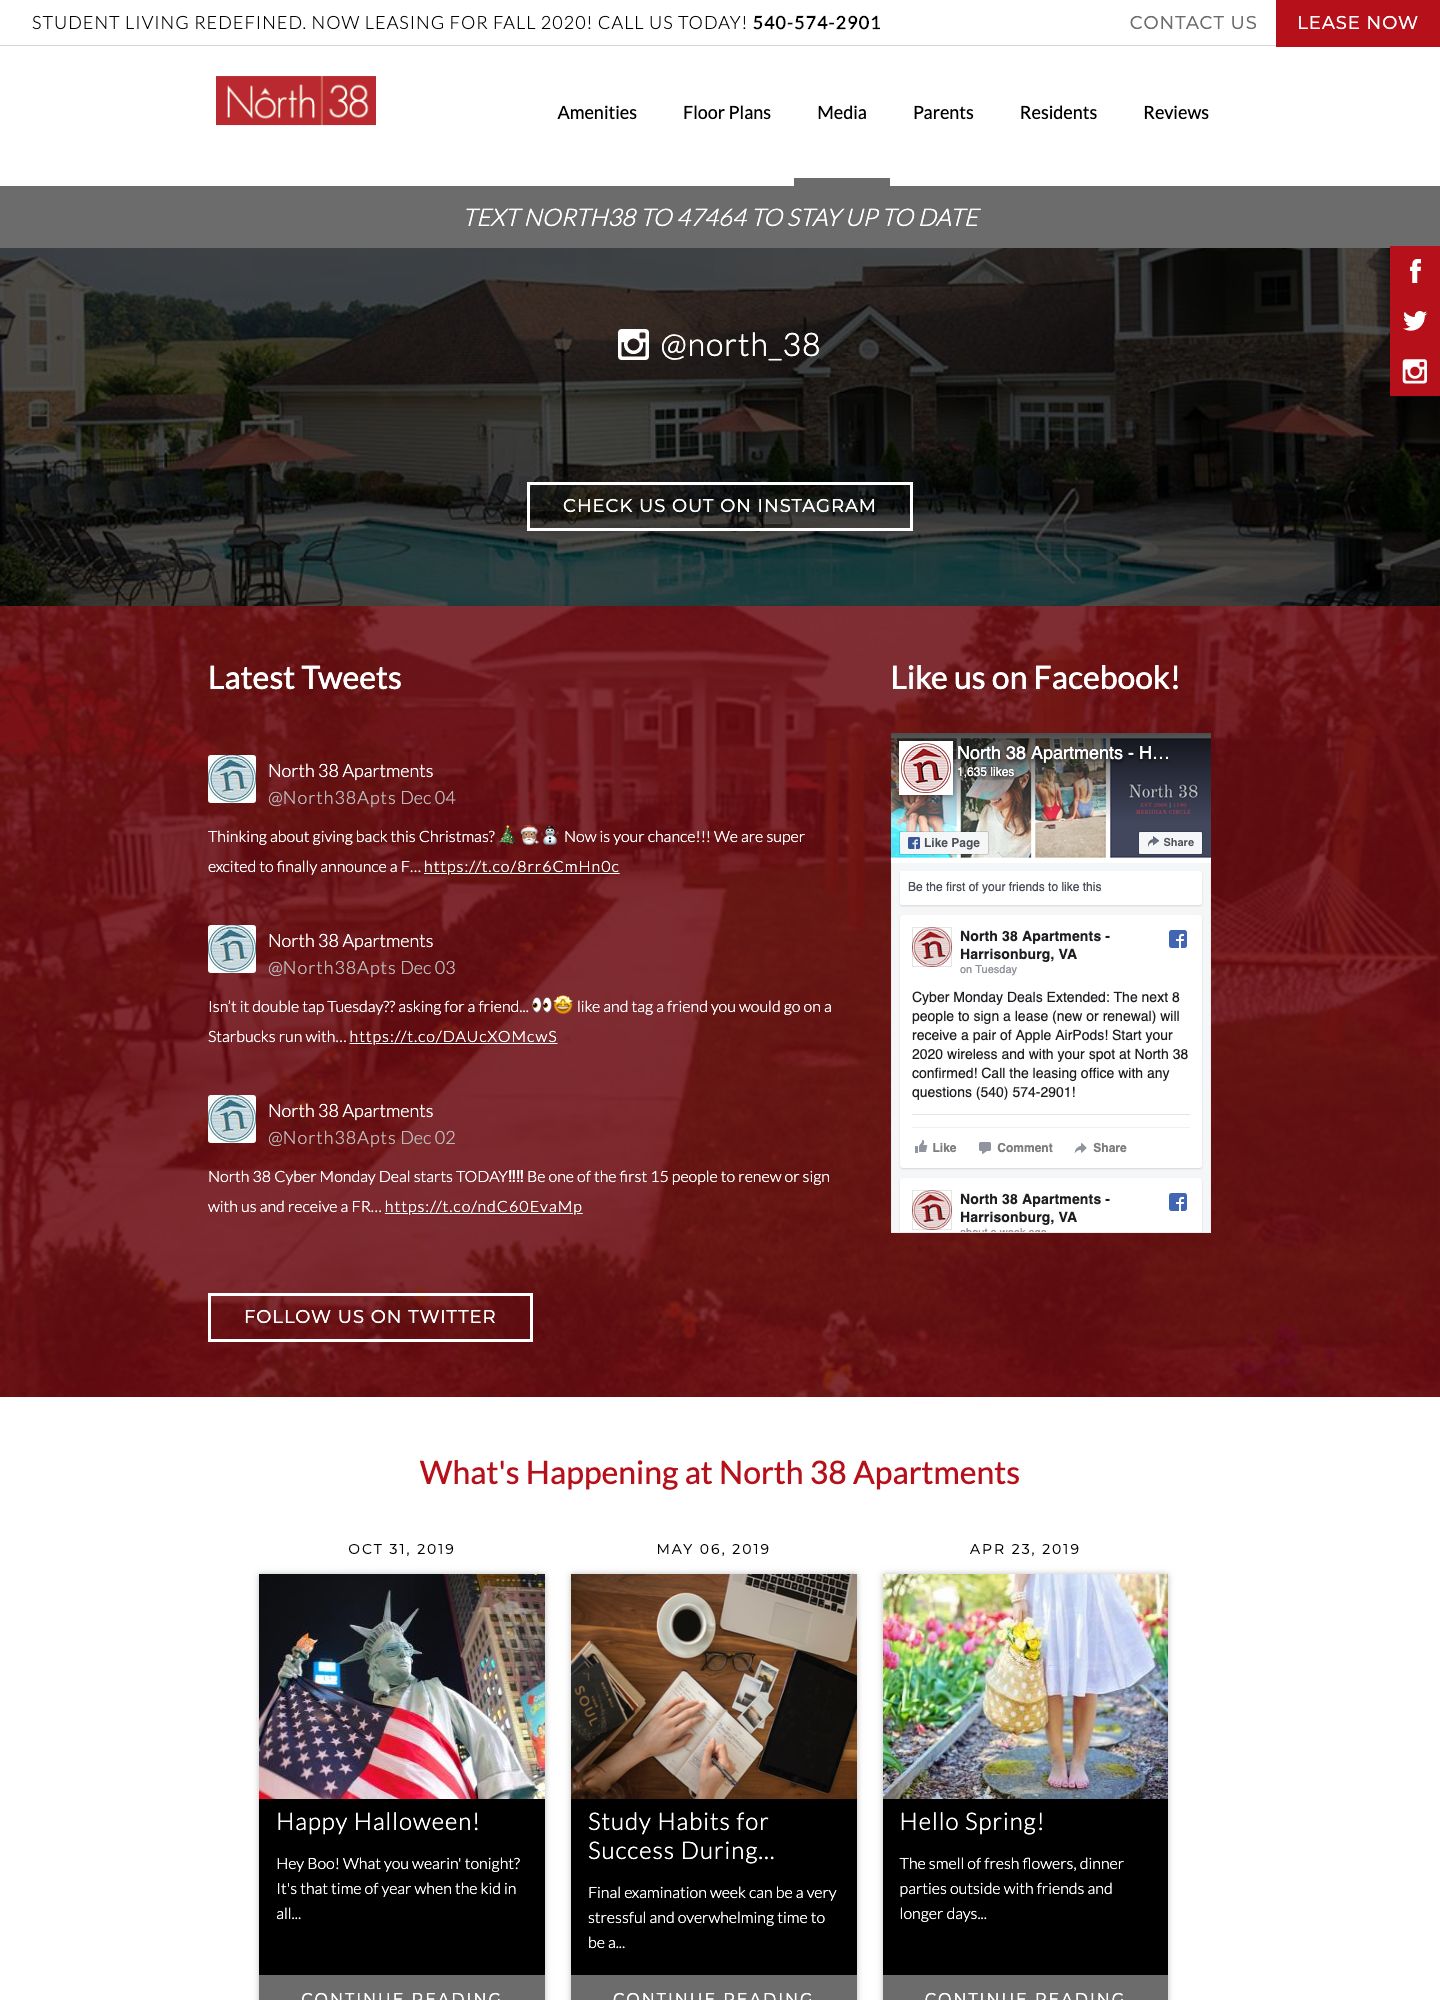 STUDENT LIVING REDEFINED. NOW LEASING FOR FALL 2020! CALL US TODAY! 540-574-2901
CONTACT US
LEASE NOW
Nôrth 38
Amenities
Floor Plans
Media
Parents
Residents
Reviews
TEXT NORTH38 TO 47464 TO STAY UP TO DATE
@north_38
CHECK US OUT ON INSTAGRAM
Latest Tweets
North 38 Apartments
@North38Apts Dec 04
Thinking about giving back this Christmas? 🎄 🎅🏼 ⛄ Now is your chance!!! We are super
excited to finally announce a F… https://t.co/8rr6CmHn0c
North 38 Apartments
@North38Apts Dec 03
Isn't it double tap Tuesday?? asking for a friend... 👀🤩 like and tag a friend you would go on a
Starbucks run with… https://t.co/DAUcXOMcwS
North 38 Apartments
@North38Apts Dec 02
North 38 Cyber Monday Deal starts TODAY!!!! Be one of the first 15 people to renew or sign
with us and receive a FR… https://t.co/ndC60EvaMp
FOLLOW US ON TWITTER
Like us on Facebook!
North 38 Apartments - H...
1,635 likes
North 38
Like Page
Share
Be the first of your friends to like this
North 38 Apartments -
Harrisonburg, VA
on Tuesday
Cyber Monday Deals Extended: The next 8
people to sign a lease (new or renewal) will
receive a pair of Apple AirPods! Start your
2020 wireless and with your spot at North 38
confirmed! Call the leasing office with any
questions (540) 574-2901!
Like
Comment
Share
North 38 Apartments -
Harrisonburg, VA
about a week ago
What's Happening at North 38 Apartments
OCT 31, 2019
Happy Halloween!
Hey Boo! What you wearin' tonight?
It's that time of year when the kid in
all...
CONTINUE READING
MAY 06, 2019
SOUL
Study Habits for
Success During...
Final examination week can be a very
stressful and overwhelming time to
be a...
CONTINUE READING
APR 23, 2019
Hello Spring!
The smell of fresh flowers, dinner
parties outside with friends and
longer days...
CONTINUE READING